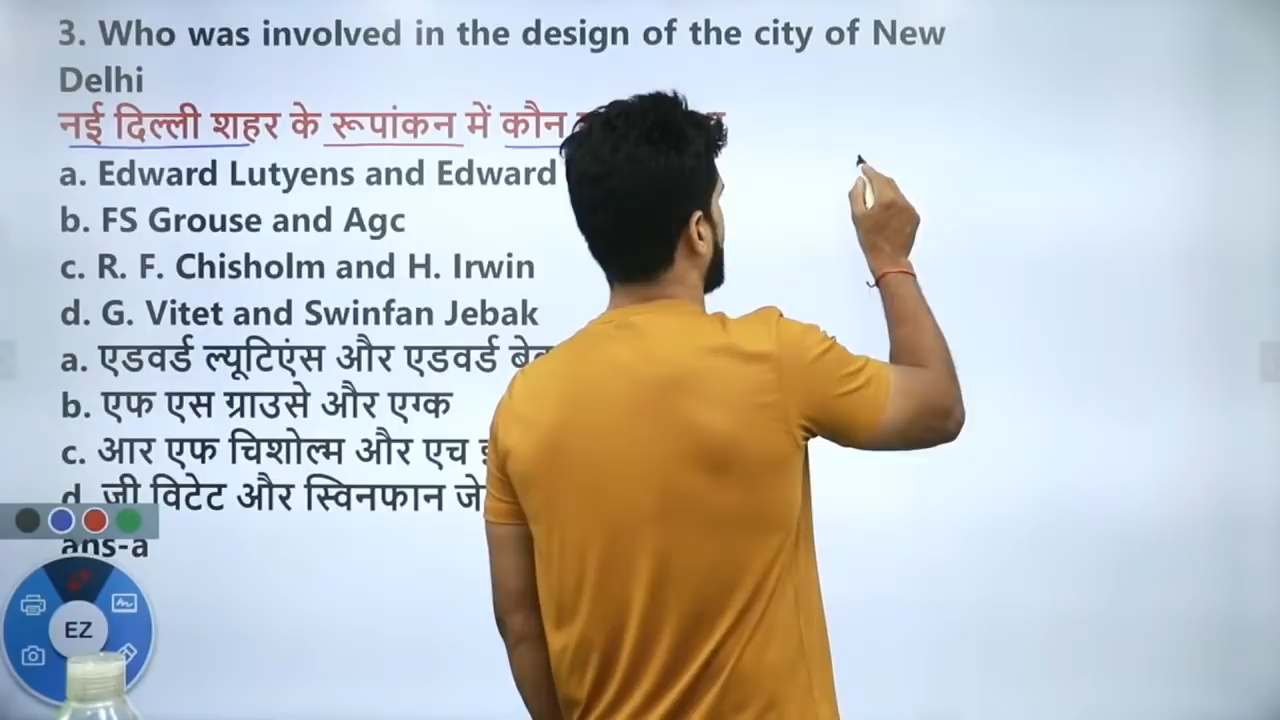 3. Who was involved in the design of the city of New
Delhi
नई दिल्ली शहर के रूपांकन में कौन
a. Edward Lutyens and Edward
b. FS Grouse and Agc
c. R. F. Chisholm and H. Irwin
d. G. Vitet and Swinfan Jebak
a. एडवर्ड ल्यूटिएंस और एडवर्ड
b. एफ एस ग्राउसे और एग्क
c. आर एफ चिशोल्म और एच
d. जी विटेट और स्विनफान
ans-a
EZ